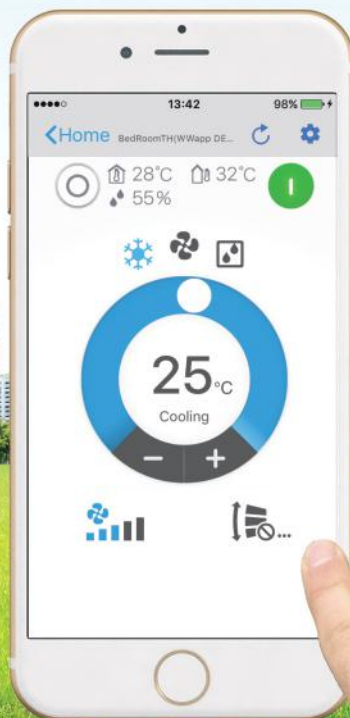 13:42 98%
Home BedRoomTH(WWapp DE...
28°C 32°C
55%
25°C
Cooling
− +
...